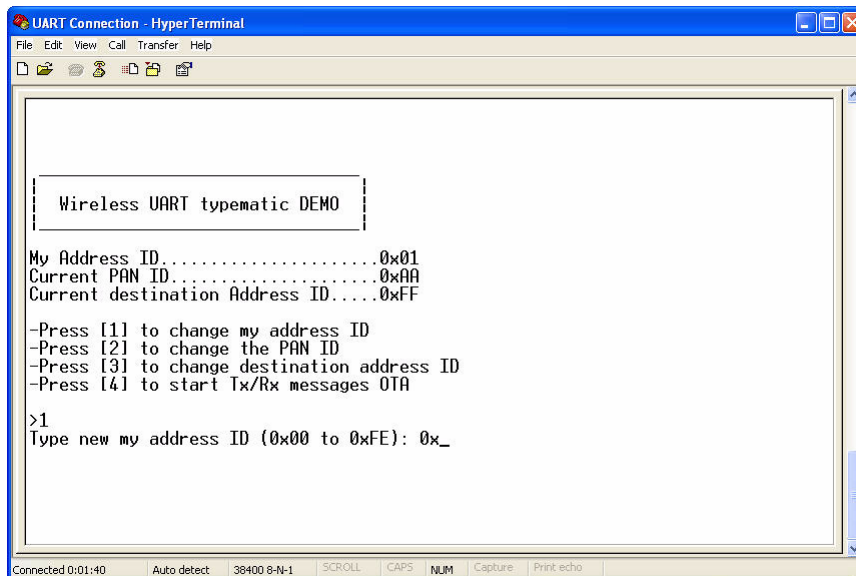 UART Connection - HyperTerminal
File Edit View Call Transfer Help
Wireless UART typematic DEMO
My Address ID......................0x01
Current PAN ID.....................0xAA
Current destination Address ID.....0xFF
-Press [1] to change my address ID
-Press [2] to change the PAN ID
-Press [3] to change destination address ID
-Press [4] to start Tx/Rx messages OTA
>1
Type new my address ID (0x00 to 0xFE): 0x_
Connected 0:01:40 Auto detect 38400 8-N-1 SCROLL CAPS NUM Capture Print echo